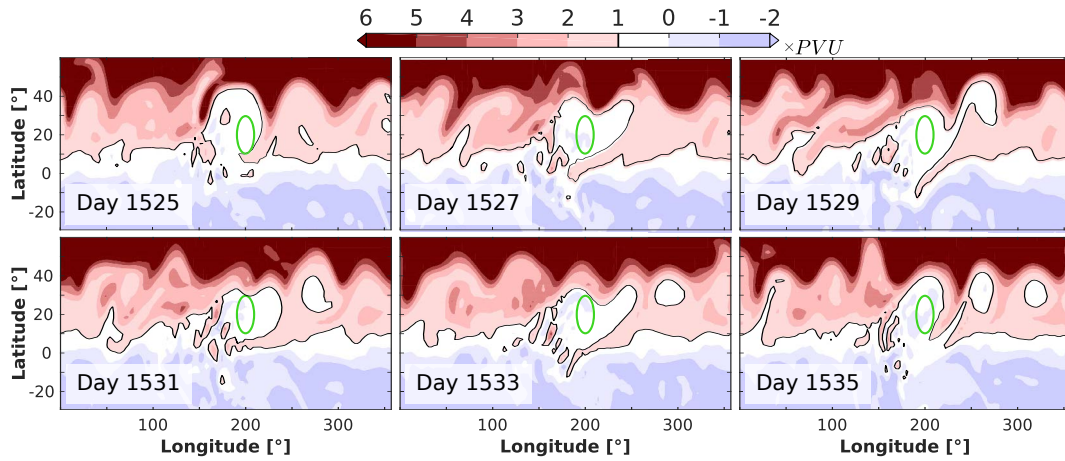 6 5 4 3 2 1 0 -1 -2
×PVU
Latitude [°]
40
20
0
-20
Day 1525
Day 1527
Day 1529
Latitude [°]
40
20
0
-20
Day 1531
Day 1533
Day 1535
100 200 300 100 200 300 100 200 300
Longitude [°] Longitude [°] Longitude [°]